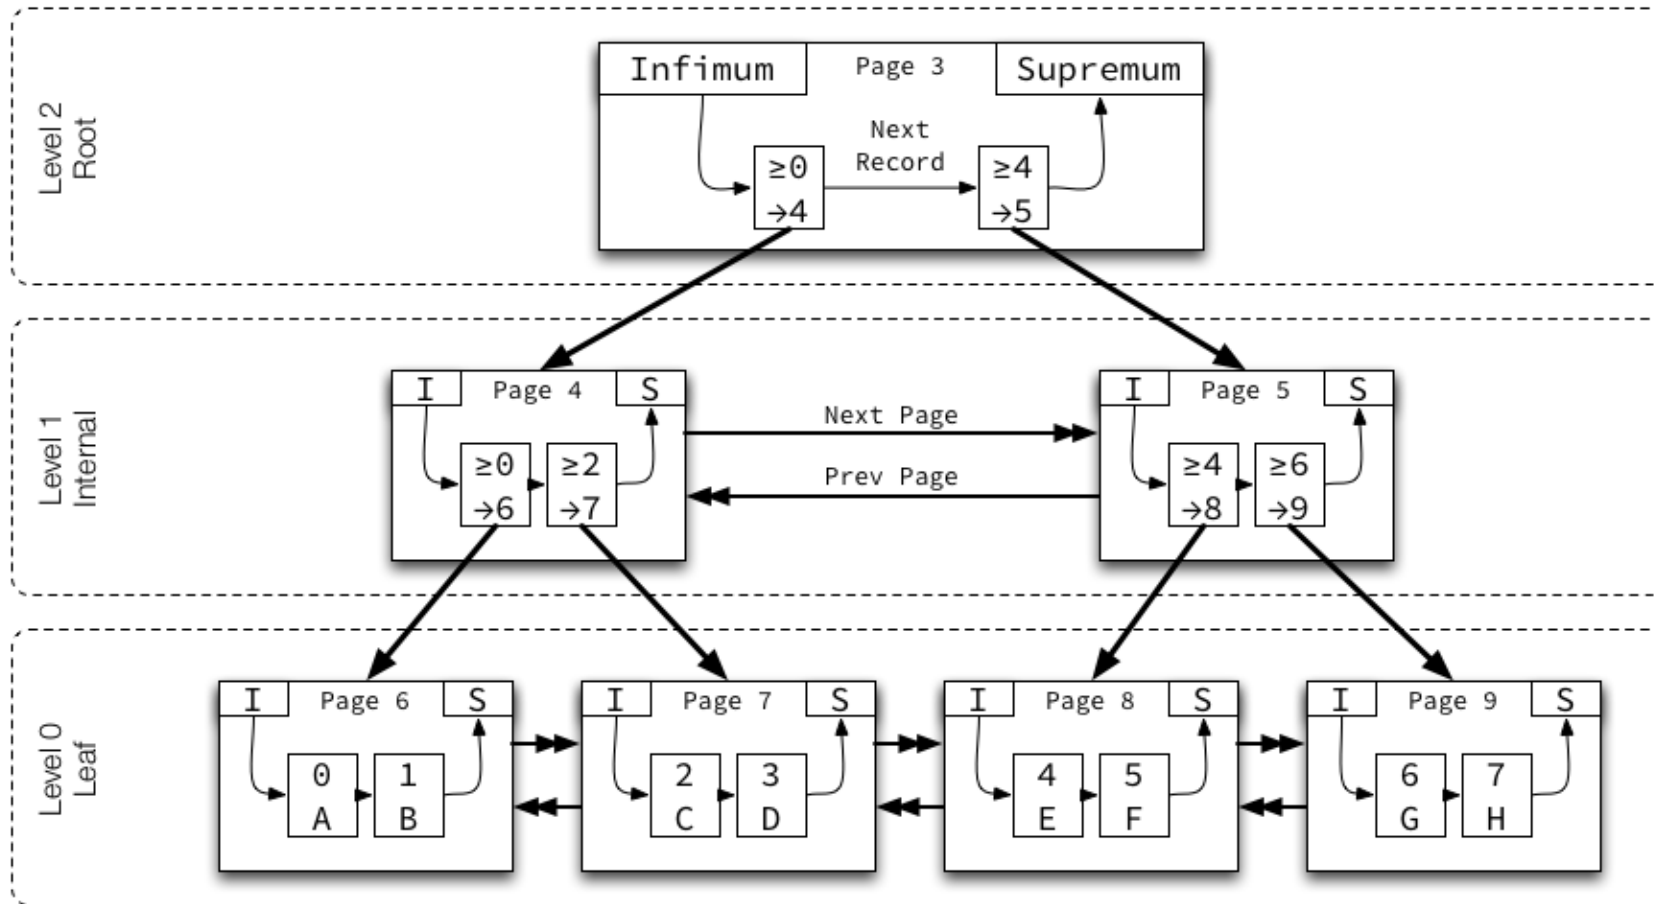 Level 2
Root
Infimum
Page 3
Supremum
Next
Record
≥0
→4
≥4
→5
Level 1
Internal
I
Page 4
S
≥0
→6
≥2
→7
Next Page
Prev Page
I
Page 5
S
≥4
→8
≥6
→9
Level 0
Leaf
I
Page 6
S
0
A
1
B
I
Page 7
S
2
C
3
D
I
Page 8
S
4
E
5
F
I
Page 9
S
6
G
7
H